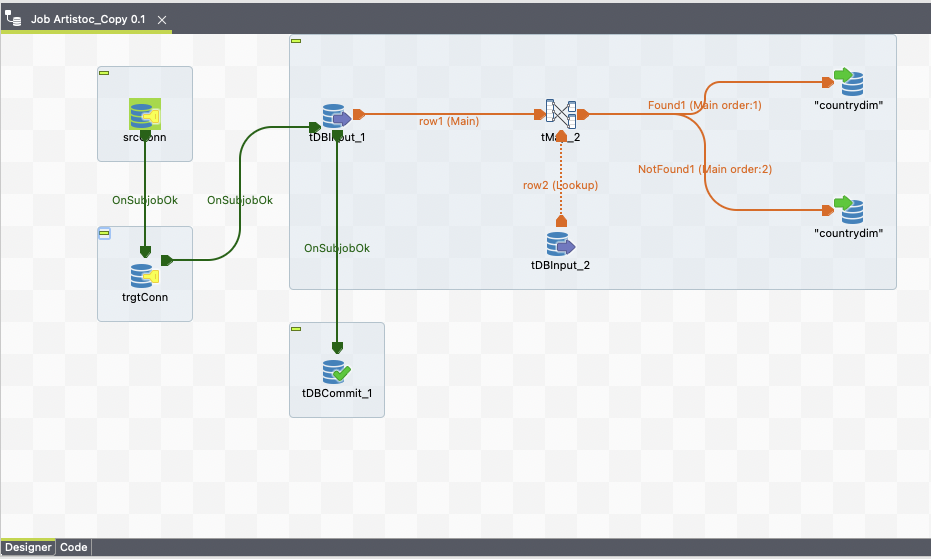 Job Artistoc_Copy 0.1
srcConn
OnSubjobOk
trgtConn
OnSubjobOk
tDBInput_1
row1 (Main)
row2 (Lookup)
tDBInput_2
Found1 (Main order:1)
"countrydim"
NotFound1 (Main order:2)
"countrydim"
OnSubjobOk
tDBCommit_1
Designer
Code